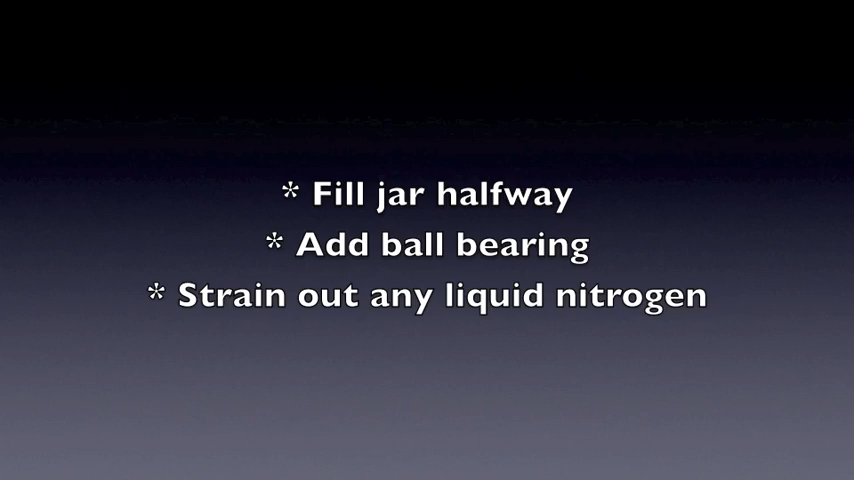 * Fill jar halfway
* Add ball bearing
* Strain out any liquid nitrogen